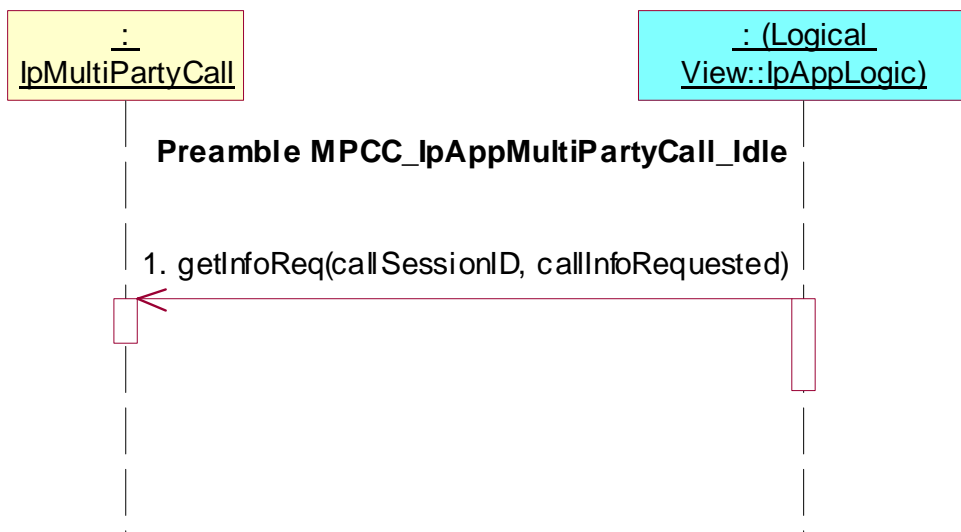 :
IpMultiPartyCall
: (Logical
View::IpAppLogic)
Preamble MPCC_IpAppMultiPartyCall_Idle
1. getInfoReq(callSessionID, callInfoRequested)